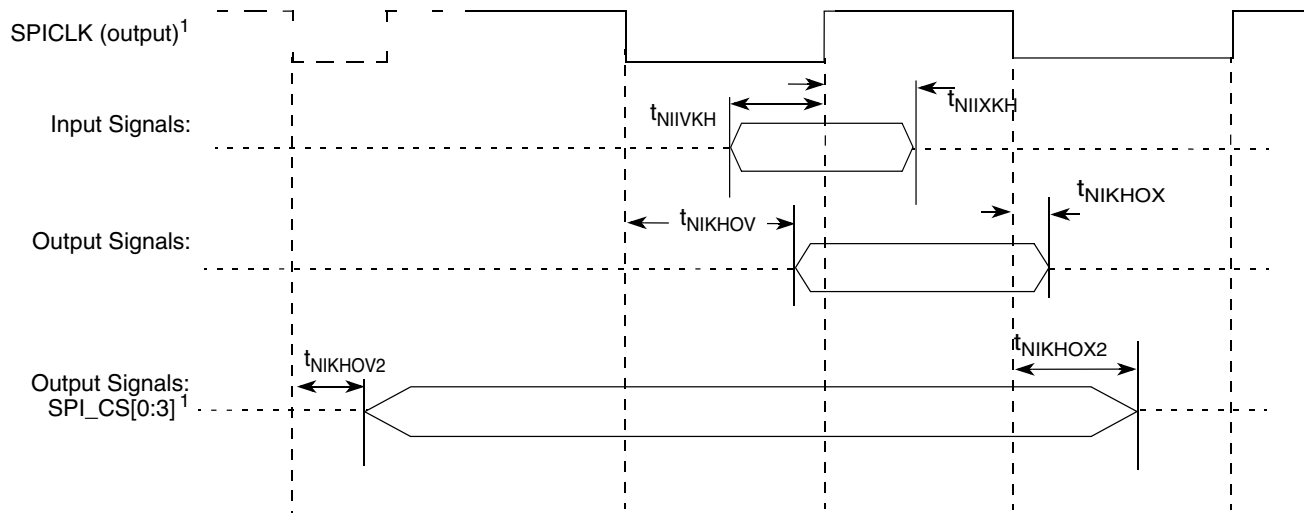 SPICLK (output)1
tNIIVKH
tNIIXKH
Input Signals:
tNIKHOV
tNIKHOX
Output Signals:
tNIKHOV2
tNIKHOX2
Output Signals:
SPI_CS[0:3] 1